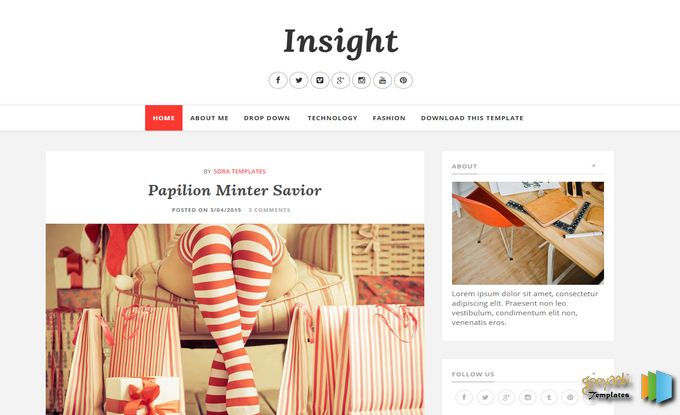 Insight
HOME ABOUT ME DROP DOWN TECHNOLOGY FASHION DOWNLOAD THIS TEMPLATE
BY SORA TEMPLATES
Papilion Minter Savior
POSTED ON 3/04/2015 3 COMMENTS
ABOUT
Lorem ipsum dolor sit amet, consectetur
adipiscing elit. Praesent non leo
vestibulum, condimentum elit non,
venenatis eros.
FOLLOW US
gooyaabi
Templates